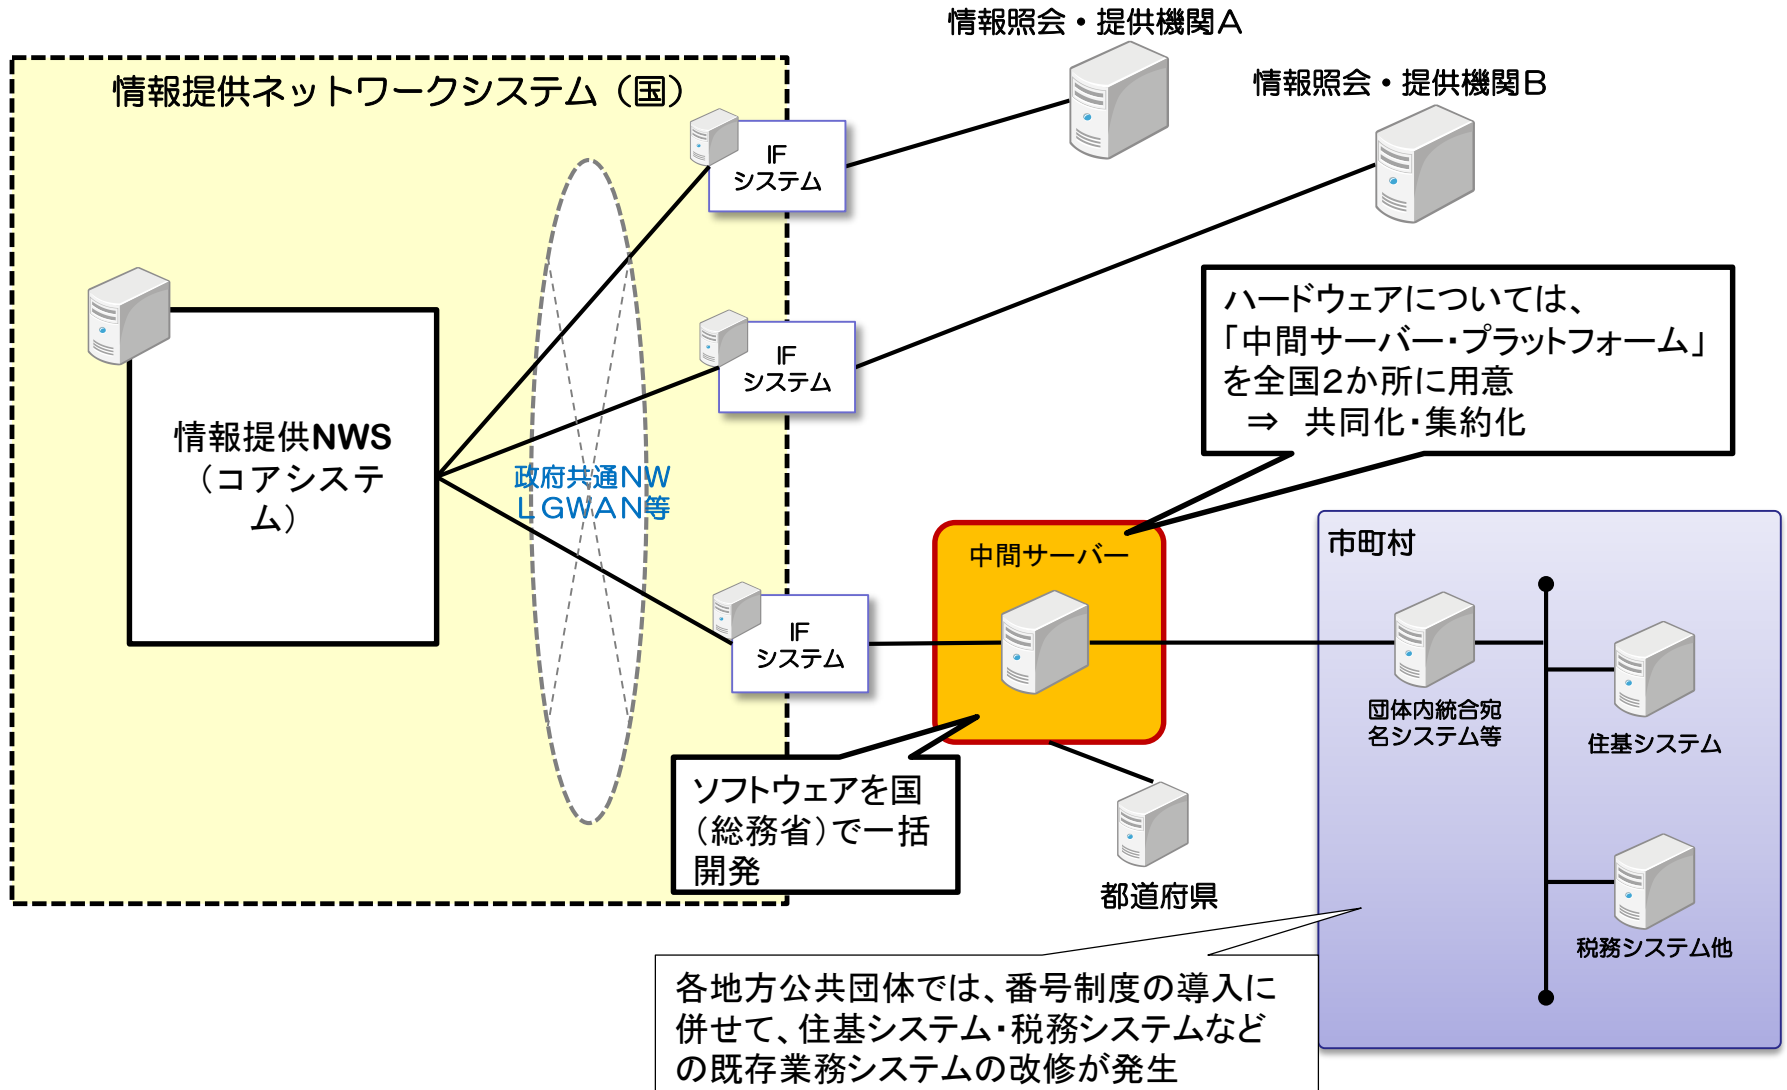 情報照会・提供機関A
情報照会・提供機関B
情報提供ネットワークシステム（国）
IF
システム
IF
システム
ハードウェアについては、
「中間サーバー・プラットフォーム」
を全国２か所に用意
⇒　共同化・集約化
情報提供NWS
（コアシステ
ム）
政府共通NW
ＬＧＷＡＮ等
中間サーバー
市町村
IF
システム
団体内統合宛
名システム等
住基システム
ソフトウェアを国
（総務省）で一括
開発
都道府県
税務システム他
各地方公共団体では、番号制度の導入に
併せて、住基システム・税務システムなど
の既存業務システムの改修が発生